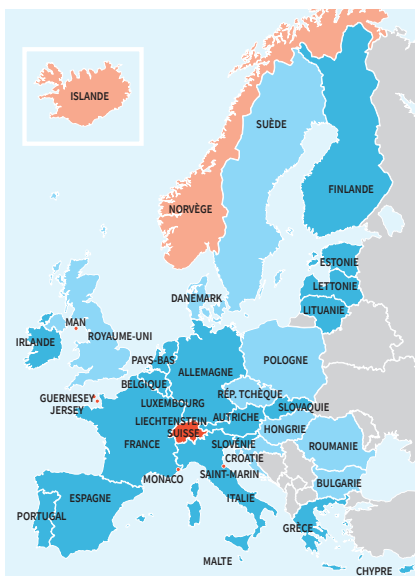 ISLANDE
SUÈDE
FINLANDE
NORVÈGE
ESTONIE
LETTONIE
LITUANIE
DANEMARK
MAN
ROYAUME-UNI
IRLANDE
PAYS-BAS
POLOGNE
ALLEMAGNE
BELGIQUE
GUERNESEY
JERSEY
RÉP. TCHÈQUE
LUXEMBOURG
SLOVAQUIE
LIECHTENSTEIN
AUTRICHE
SUISSE
HONGRIE
FRANCE
SLOVÉNIE
ROUMANIE
CROATIE
MONACO
SAINT-MARIN
BULGARIE
ESPAGNE
ITALIE
PORTUGAL
GRÈCE
MALTE
CHYPRE